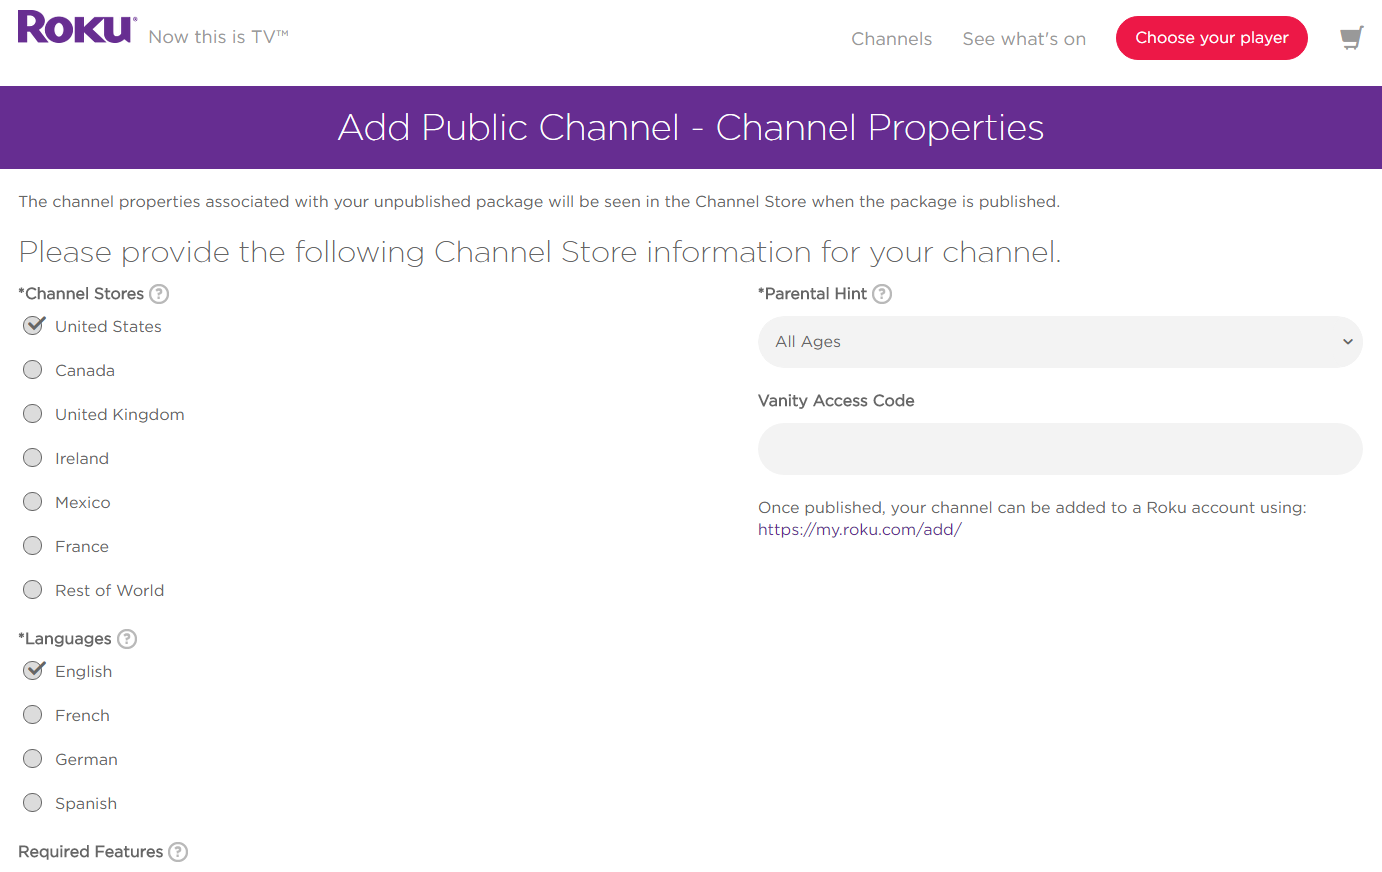 ROKU Now this is TV™
Channels See what's on Choose your player
Add Public Channel - Channel Properties
The channel properties associated with your unpublished package will be seen in the Channel Store when the package is published.
Please provide the following Channel Store information for your channel.
*Channel Stores ?
United States
Canada
United Kingdom
Ireland
Mexico
France
Rest of World
*Languages ?
English
French
German
Spanish
Required Features ?
*Parental Hint ?
All Ages
Vanity Access Code
Once published, your channel can be added to a Roku account using:
https://my.roku.com/add/